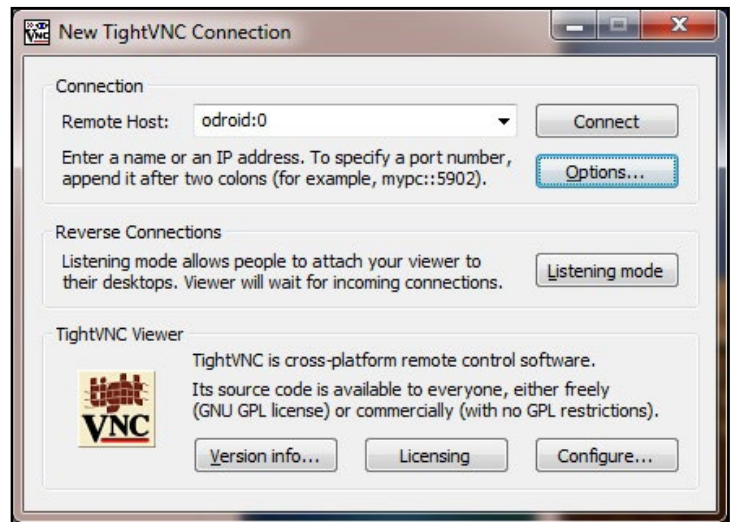 New TightVNC Connection
Connection
Remote Host: odroid:0 Connect
Enter a name or an IP address. To specify a port number,
append it after two colons (for example, mypc::5902).
Options...
Reverse Connections
Listening mode allows people to attach your viewer to
their desktops. Viewer will wait for incoming connections.
Listening mode
TightVNC Viewer
tight
VNC
TightVNC is cross-platform remote control software.
Its source code is available to everyone, either freely
(GNU GPL license) or commercially (with no GPL restrictions).
Version info... Licensing Configure...